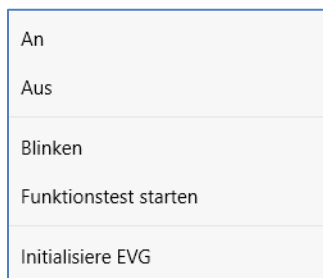 An
Aus
Blinken
Funktionstest starten
Initialisiere EVG